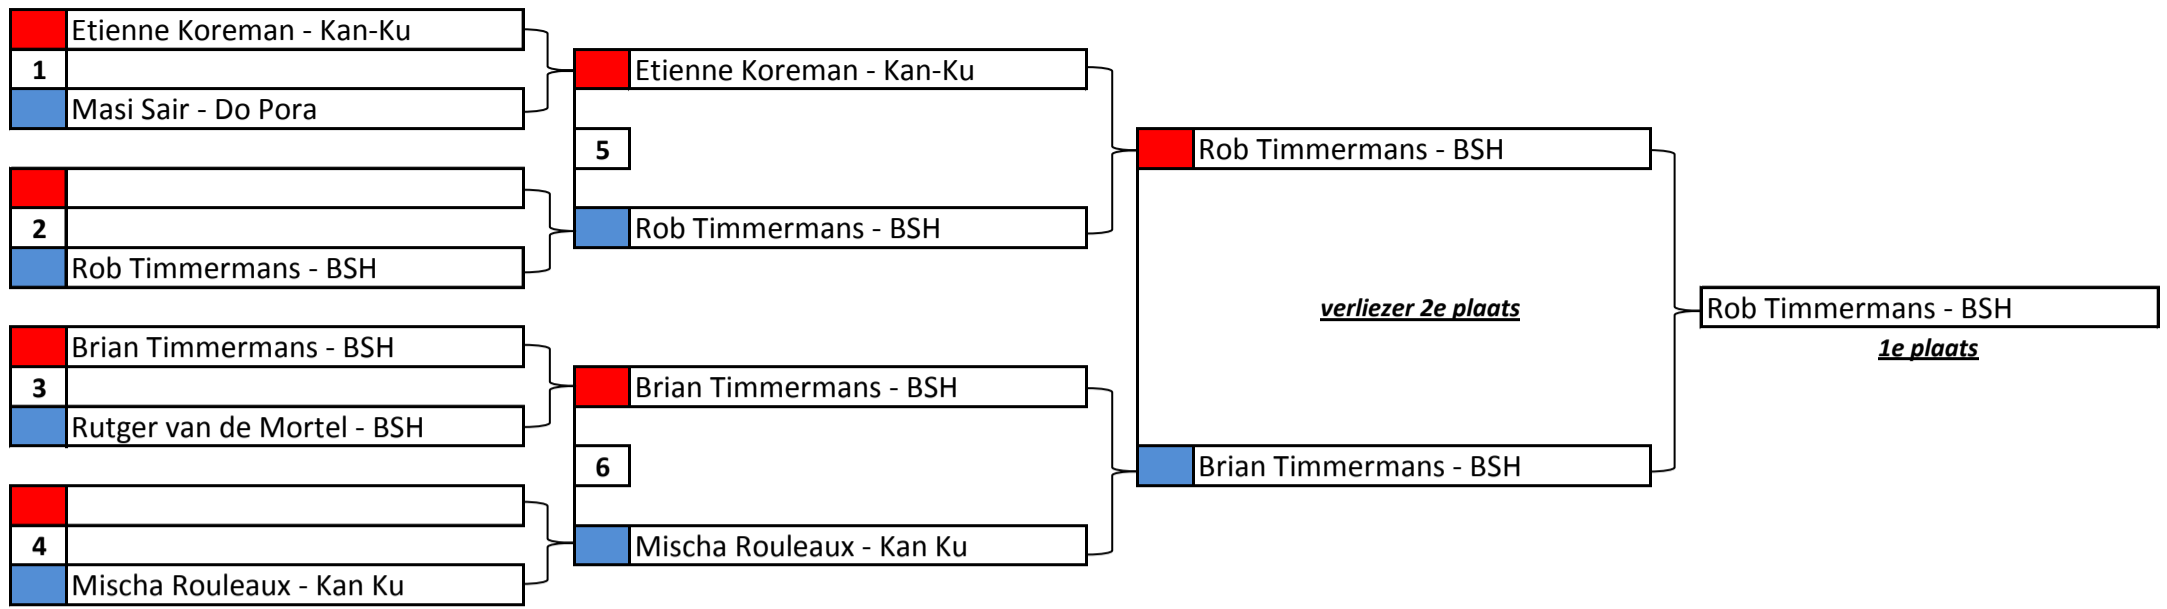 Etienne Koreman - Kan-Ku
1
Masi Sair - Do Pora
2
Rob Timmermans - BSH
Brian Timmermans - BSH
3
Rutger van de Mortel - BSH
4
Mischa Rouleaux - Kan Ku
Etienne Koreman - Kan-Ku
5
Rob Timmermans - BSH
Brian Timmermans - BSH
6
Mischa Rouleaux - Kan Ku
Rob Timmermans - BSH
verliezer 2e plaats
Brian Timmermans - BSH
Rob Timmermans - BSH
1e plaats